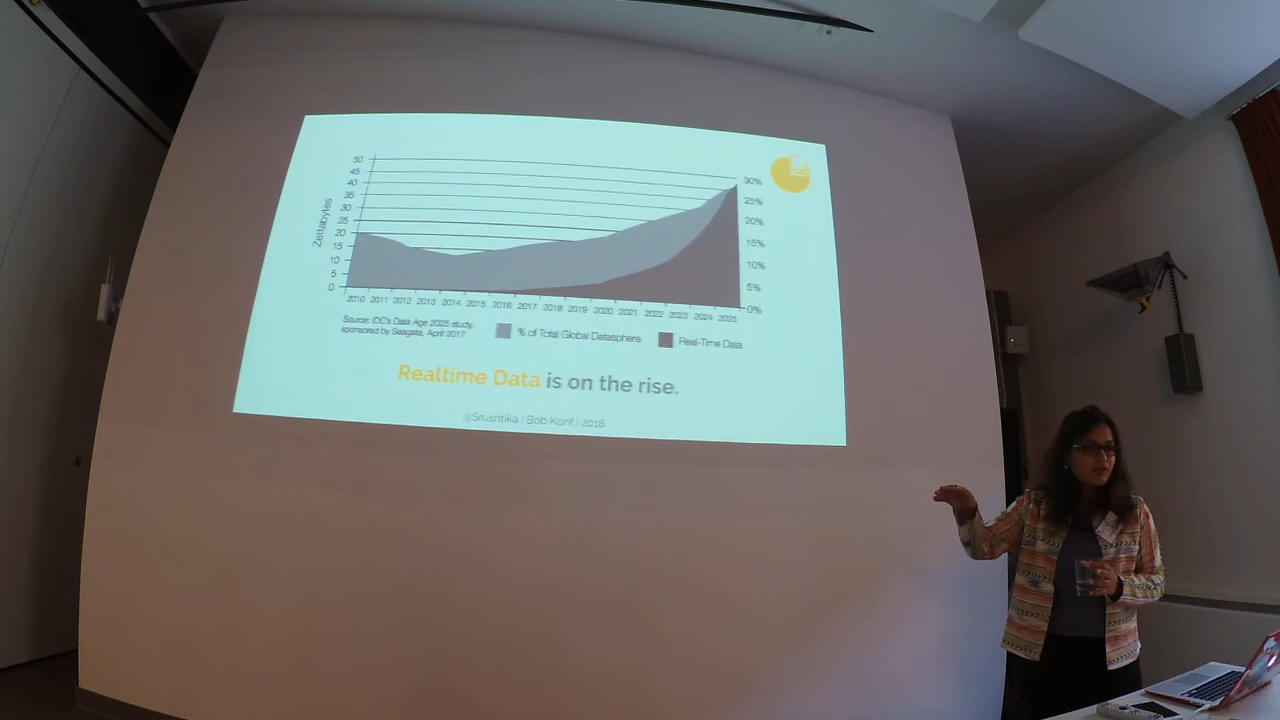 50
45
40
35
30
25
20
15
10
5
0
Zettabytes
30%
25%
20%
15%
10%
5%
0%
2010 2011 2012 2013 2014 2015 2016 2017 2018 2019 2020 2021 2022 2023 2024 2025
Source: IDC's Data Age 2025 study,
sponsored by Seagate, April 2017
% of Total Global Datasphere
Real-Time Data
Realtime Data is on the rise.
@Srushtika | Bob Konf | 2018